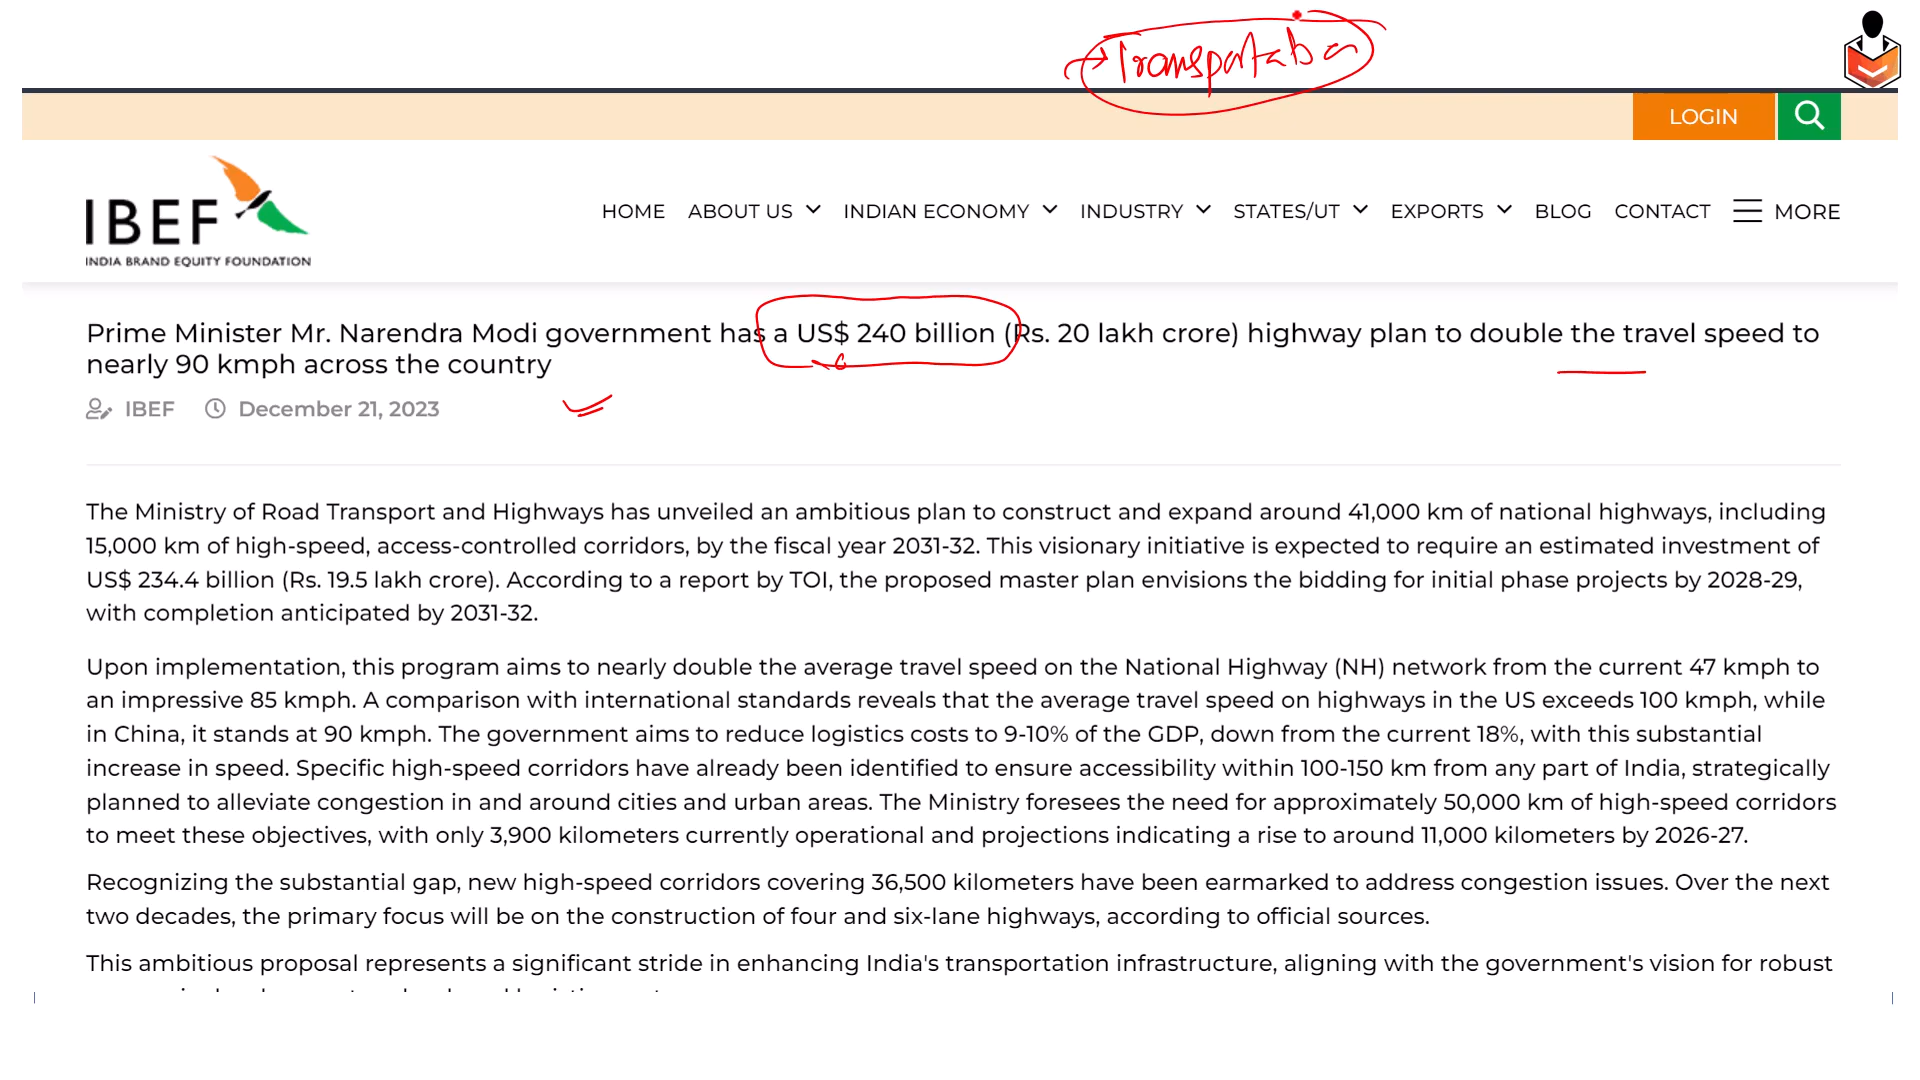 Transportation
LOGIN
IBEF
INDIA BRAND EQUITY FOUNDATION
HOME ABOUT US INDIAN ECONOMY INDUSTRY STATES/UT EXPORTS BLOG CONTACT MORE
Prime Minister Mr. Narendra Modi government has a US$ 240 billion (Rs. 20 lakh crore) highway plan to double the travel speed to
nearly 90 kmph across the country
IBEF December 21, 2023
The Ministry of Road Transport and Highways has unveiled an ambitious plan to construct and expand around 41,000 km of national highways, including
15,000 km of high-speed, access-controlled corridors, by the fiscal year 2031-32. This visionary initiative is expected to require an estimated investment of
US$ 234.4 billion (Rs. 19.5 lakh crore). According to a report by TOI, the proposed master plan envisions the bidding for initial phase projects by 2028-29,
with completion anticipated by 2031-32.
Upon implementation, this program aims to nearly double the average travel speed on the National Highway (NH) network from the current 47 kmph to
an impressive 85 kmph. A comparison with international standards reveals that the average travel speed on highways in the US exceeds 100 kmph, while
in China, it stands at 90 kmph. The government aims to reduce logistics costs to 9-10% of the GDP, down from the current 18%, with this substantial
increase in speed. Specific high-speed corridors have already been identified to ensure accessibility within 100-150 km from any part of India, strategically
planned to alleviate congestion in and around cities and urban areas. The Ministry foresees the need for approximately 50,000 km of high-speed corridors
to meet these objectives, with only 3,900 kilometers currently operational and projections indicating a rise to around 11,000 kilometers by 2026-27.
Recognizing the substantial gap, new high-speed corridors covering 36,500 kilometers have been earmarked to address congestion issues. Over the next
two decades, the primary focus will be on the construction of four and six-lane highways, according to official sources.
This ambitious proposal represents a significant stride in enhancing India's transportation infrastructure, aligning with the government's vision for robust